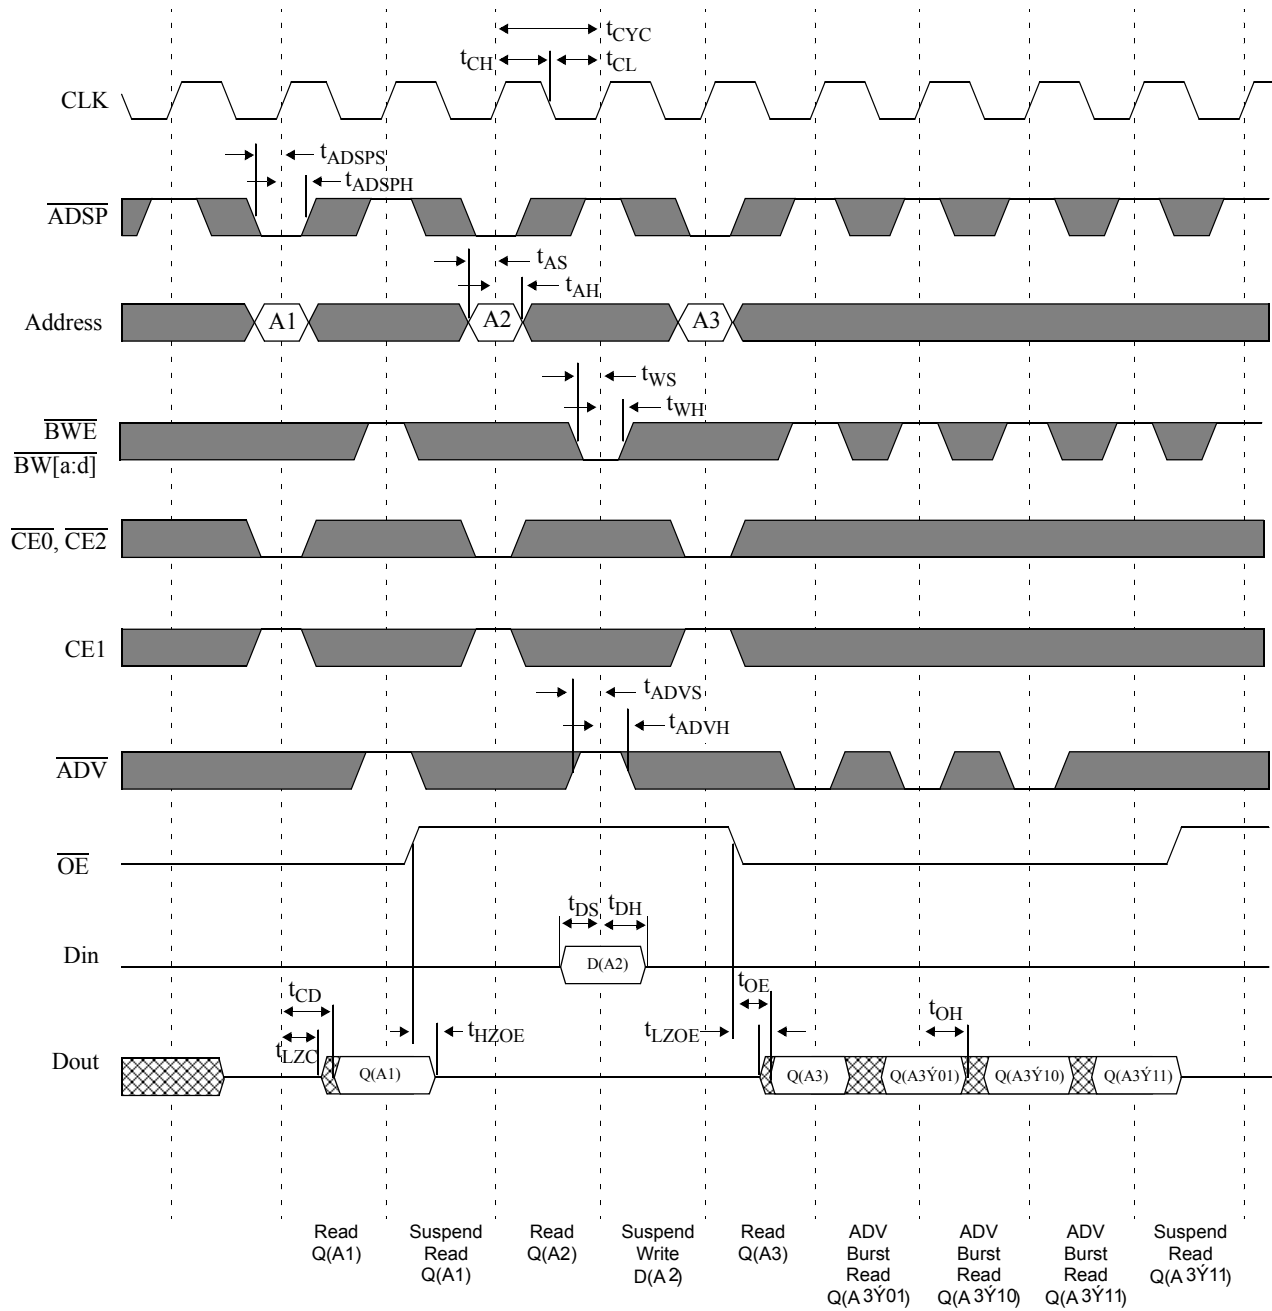 tCYC
tCH
tCL
CLK
tADSPS
tADSPH
ADSP
tAS
tAH
Address
A1
A2
A3
tWS
tWH
BWE
BW[a:d]
CE0, CE2
CE1
tADVS
tADVH
ADV
OE
tDS
tDH
Din
D(A2)
tCD
tOE
tOH
tLZC
tHZOE
tLZOE
Dout
Q(A1)
Q(A3)
Q(A3Ý01)
Q(A3Ý10)
Q(A3Ý11)
Read
Q(A1)
Suspend
Read
Q(A1)
Read
Q(A2)
Suspend
Write
D(A2)
Read
Q(A3)
ADV
Burst
Read
Q(A3Ý01)
ADV
Burst
Read
Q(A3Ý10)
ADV
Burst
Read
Q(A3Ý11)
Suspend
Read
Q(A3Ý11)